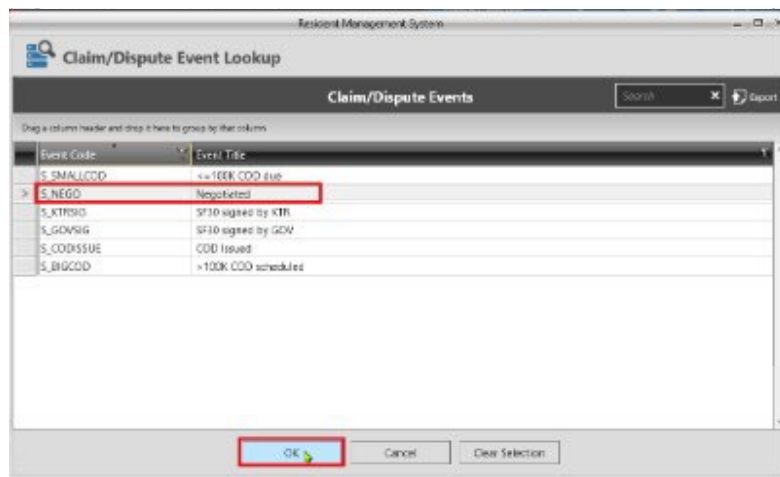 Resident Management System
Claim/Dispute Event Lookup
Claim/Dispute Events
Search
Export
Drag a column header and drop it here to group by that column
Event Code Event Title
S_SMALLCOD <=100K COD due
> S_NEGO Negotiated
S_KTRSIG SF30 signed by KTR
S_GOVSIG SF30 signed by GOV
S_CODISSUE COD Issued
S_BIGCOD >100K COD scheduled
OK Cancel Clear Selection